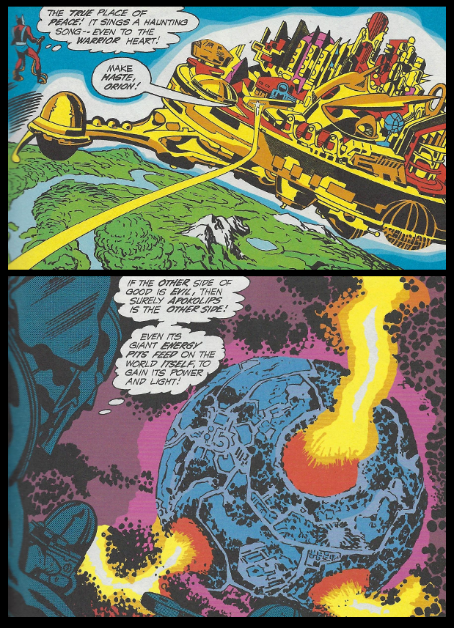 THE TRUE PLACE OF
PEACE! IT SINGS A HAUNTING
SONG--EVEN TO THE
WARRIOR HEART!
MAKE
HASTE,
ORION!
IF THE OTHER SIDE OF
GOOD IS EVIL, THEN
SURELY APOKOLIPS
IS THE OTHER SIDE!
EVEN ITS
GIANT ENERGY
PITS FEED ON THE
WORLD ITSELF, TO
GAIN ITS POWER
AND LIGHT!